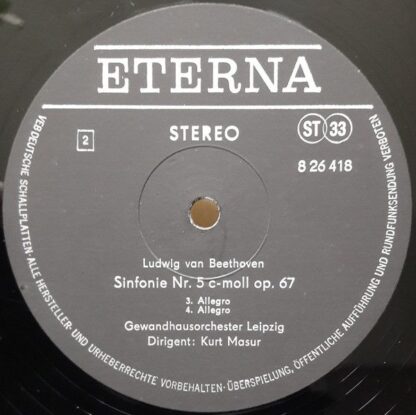 ETERNA
2
STEREO
ST 33
8 26 418
Ludwig van Beethoven
Sinfonie Nr. 5 c-moll op. 67
3. Allegro
4. Allegro
Gewandhausorchester Leipzig
Dirigent: Kurt Masur
VEB DEUTSCHE SCHALLPLATTEN · ALLE HERSTELLER- UND URHEBERRECHTE VORBEHALTEN · ÜBERSPIELUNG, ÖFFENTLICHE AUFFÜHRUNG UND RUNDFUNKSENDUNG VERBOTEN